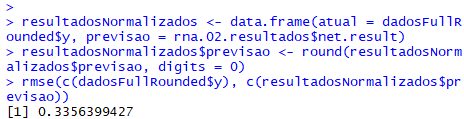 >
> resultadosNormalizados <- data.frame(atual = dadosFullR
ounded$y, previsao = rna.02.resultados$net.result)
> resultadosNormalizados$previsao <- round(resultadosNorm
alizados$previsao, digits = 0)
> rmse(c(dadosFullRounded$y), c(resultadosNormalizados$pr
evisao))
[1] 0.3356399427